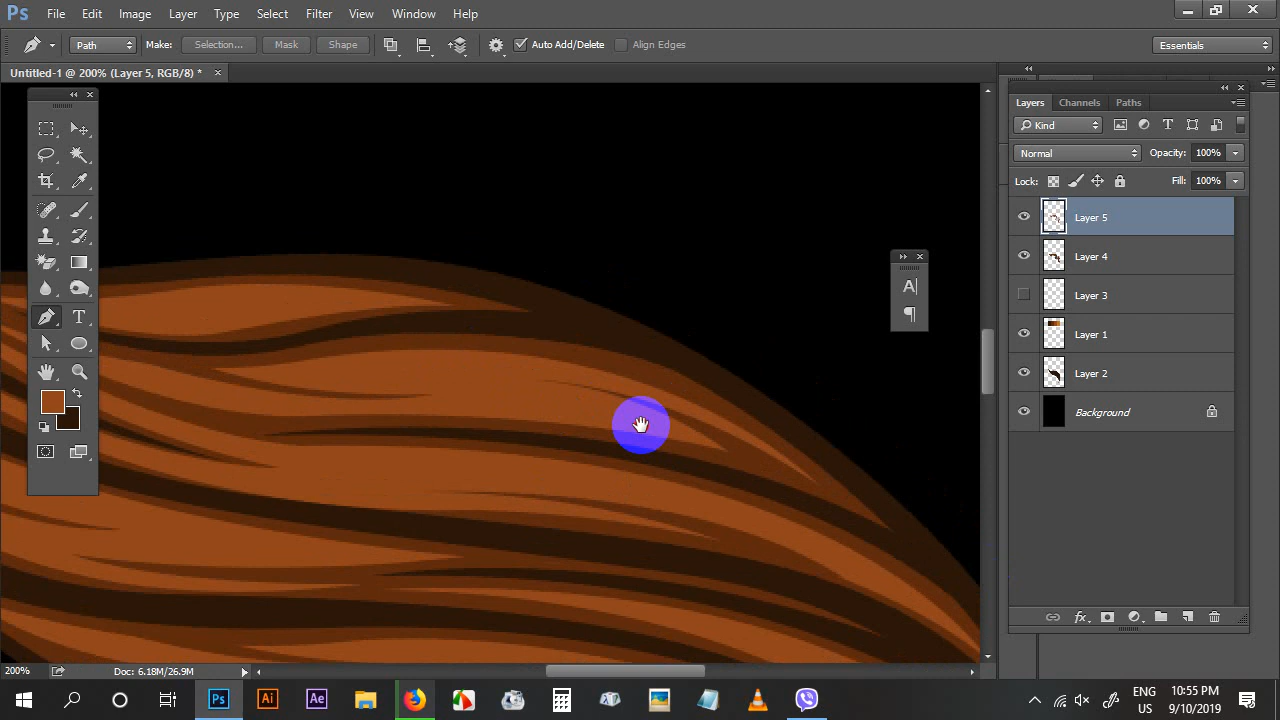 Ps File Edit Image Layer Type Select Filter View Window Help
Path Make: Selection... Mask Shape Auto Add/Delete Align Edges Essentials
Untitled-1 @ 200% (Layer 5, RGB/8) *
Layers Channels Paths
Kind
Normal Opacity: 100%
Lock: Fill: 100%
Layer 5
Layer 4
Layer 3
Layer 1
Layer 2
Background
200% Doc: 6.18M/26.9M
Ps Ai Ae
ENG
US
10:55 PM
9/10/2019